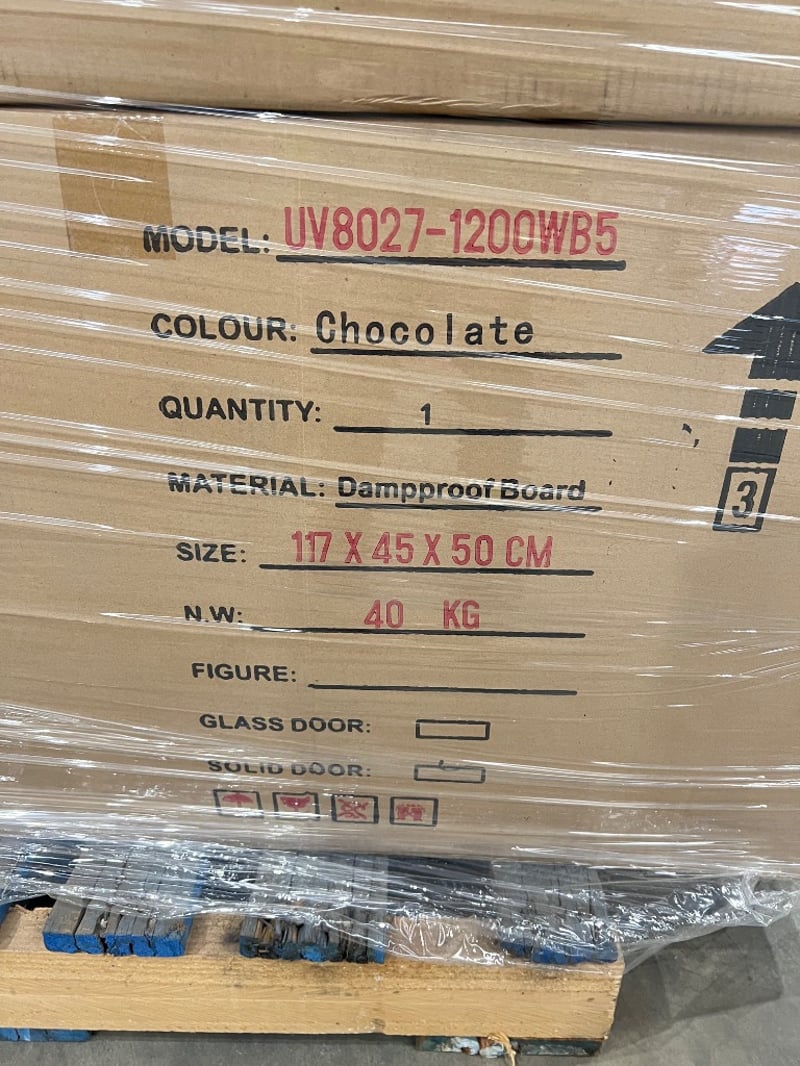 MODEL: UV8027-1200WB5
COLOUR: Chocolate
QUANTITY: 1
MATERIAL: Dampproof Board
SIZE: 117 X 45 X 50 CM
N.W: 40 KG
FIGURE:
GLASS DOOR:
SOLID DOOR:
3